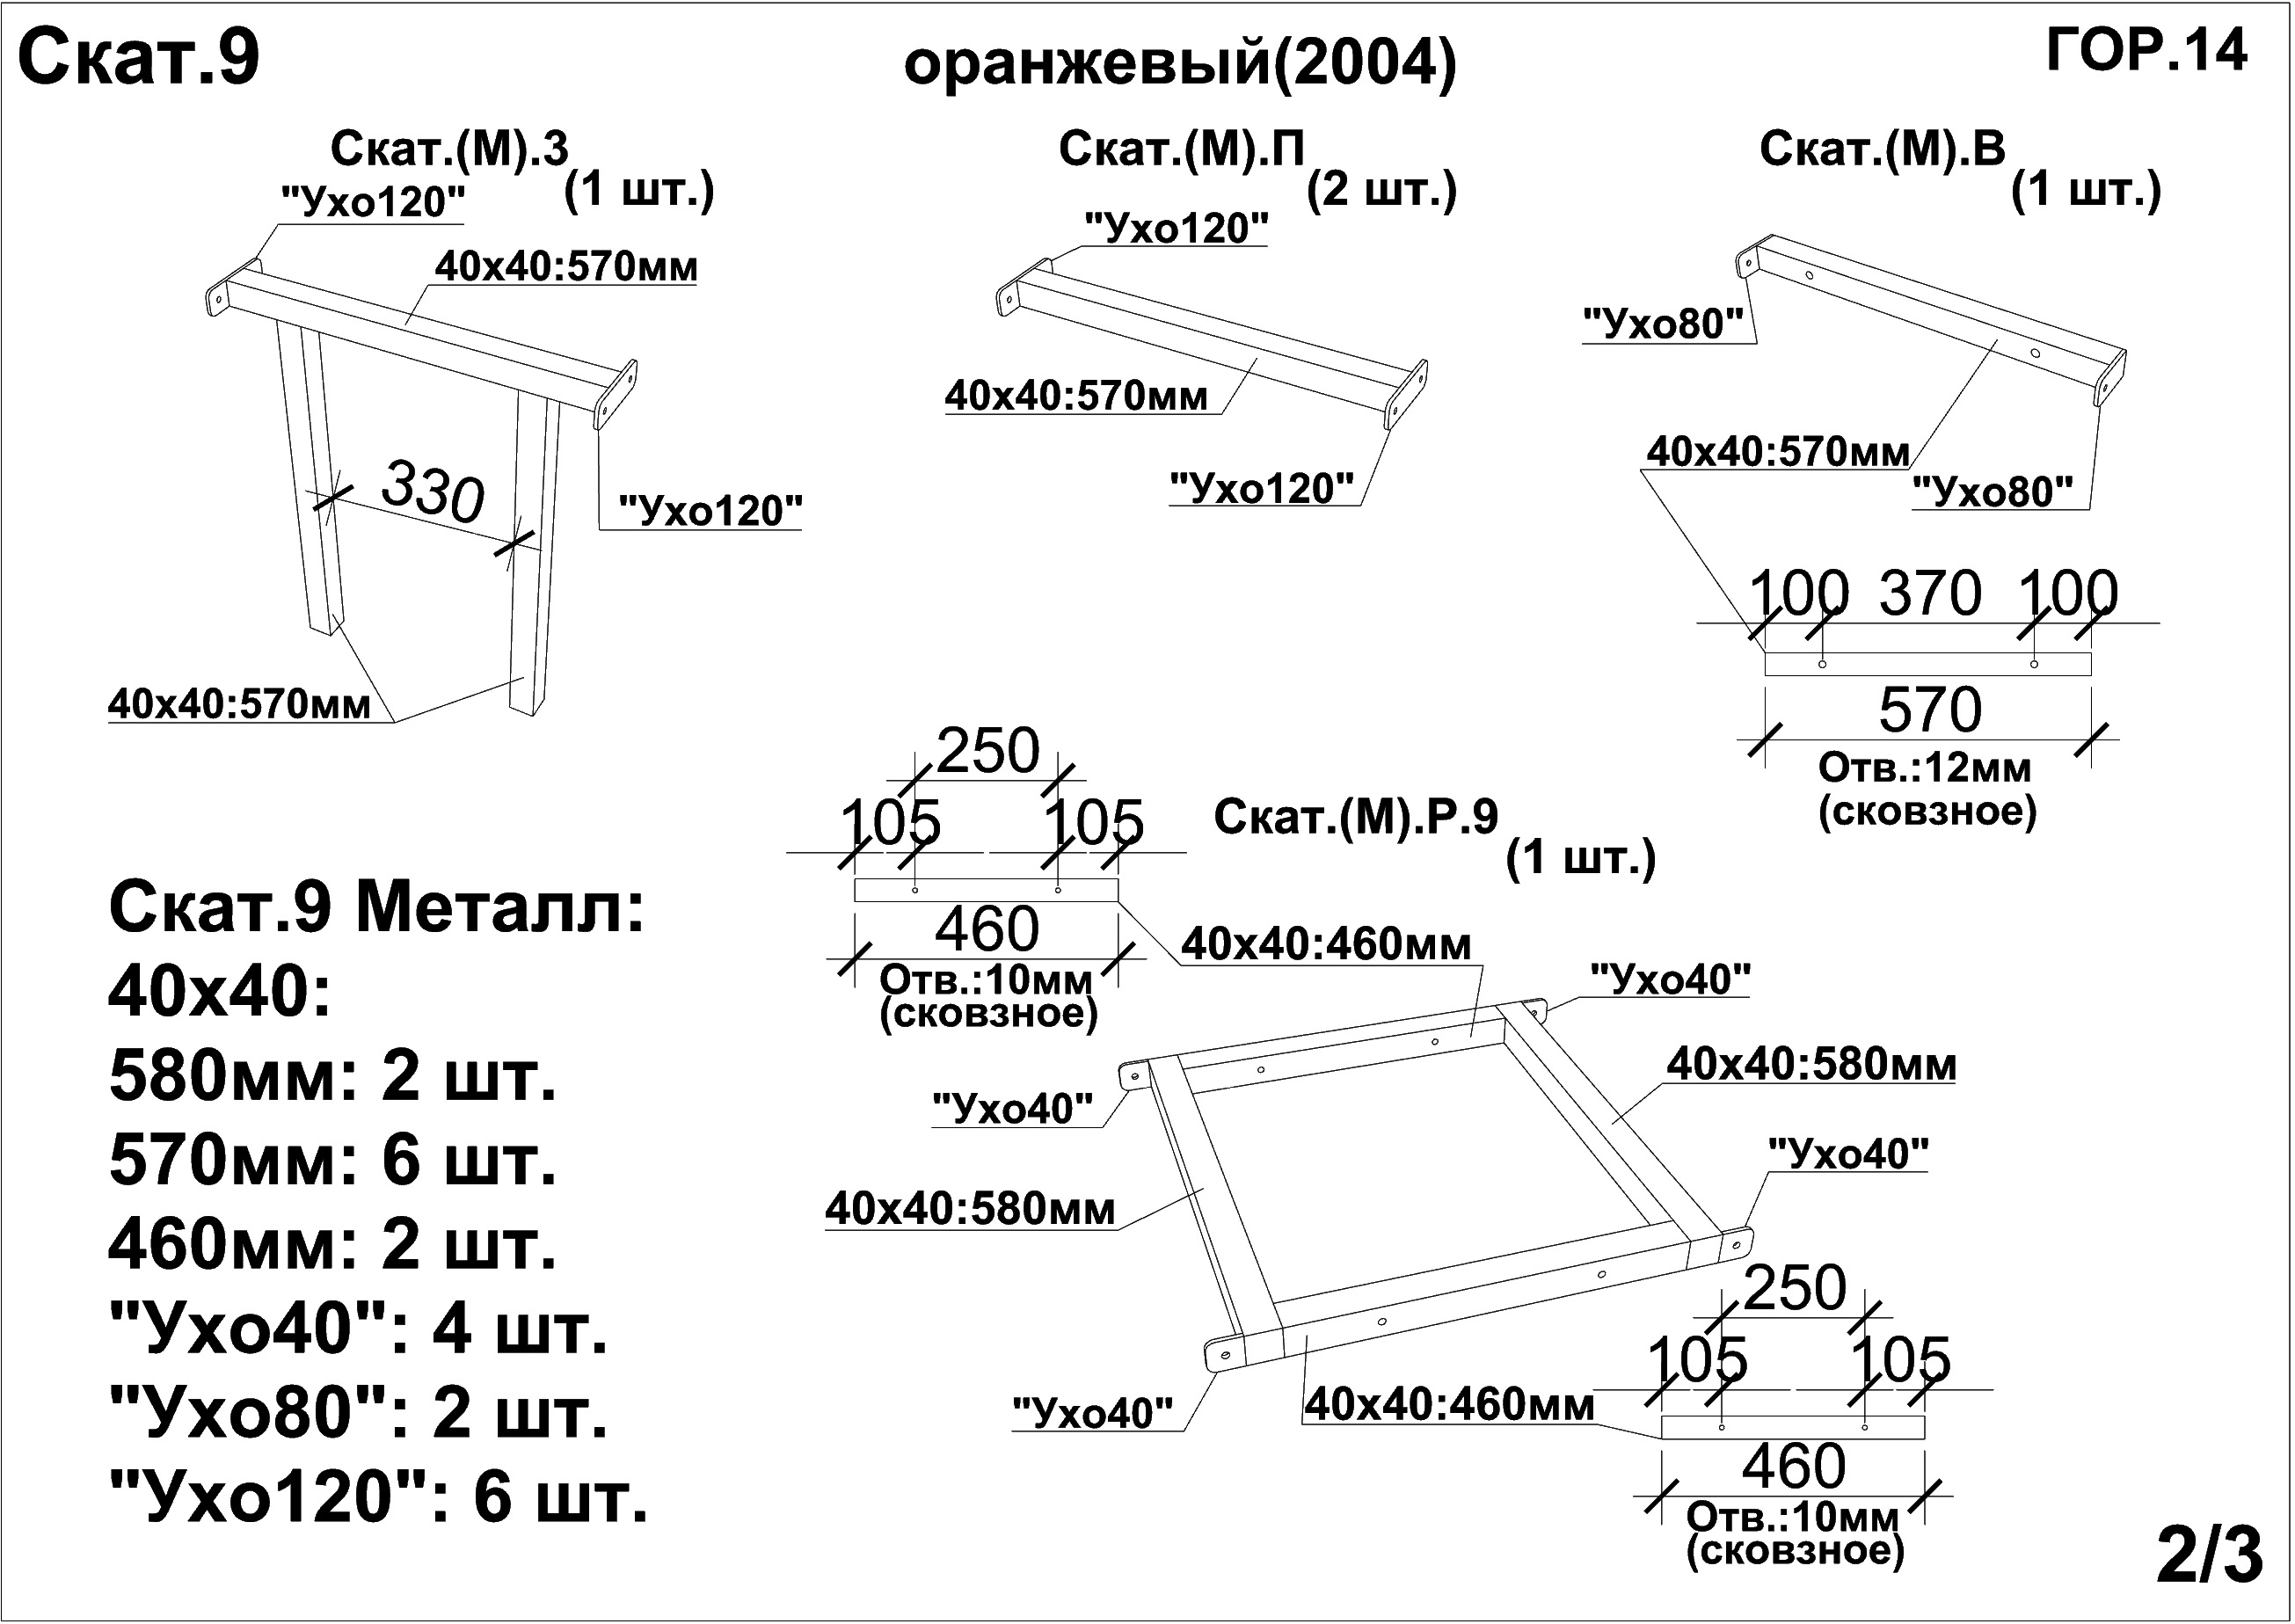 Скат.9
оранжевый(2004)
ГОР.14
Скат.(М).З
(1 шт.)
"Ухо120"
40х40:570мм
330
"Ухо120"
40х40:570мм
Скат.(М).П
(2 шт.)
"Ухо120"
40х40:570мм
"Ухо120"
Скат.(М).В
(1 шт.)
"Ухо80"
40х40:570мм
"Ухо80"
100 370 100
570
Отв.:12мм
(сковзное)
250
105 105
460
Отв.:10мм
(сковзное)
Скат.(М).Р.9
(1 шт.)
40х40:460мм
"Ухо40"
"Ухо40"
40х40:580мм
"Ухо40"
40х40:580мм
"Ухо40"
40х40:460мм
250
105 105
460
Отв.:10мм
(сковзное)
Скат.9 Металл:
40х40:
580мм: 2 шт.
570мм: 6 шт.
460мм: 2 шт.
"Ухо40": 4 шт.
"Ухо80": 2 шт.
"Ухо120": 6 шт.
2/3